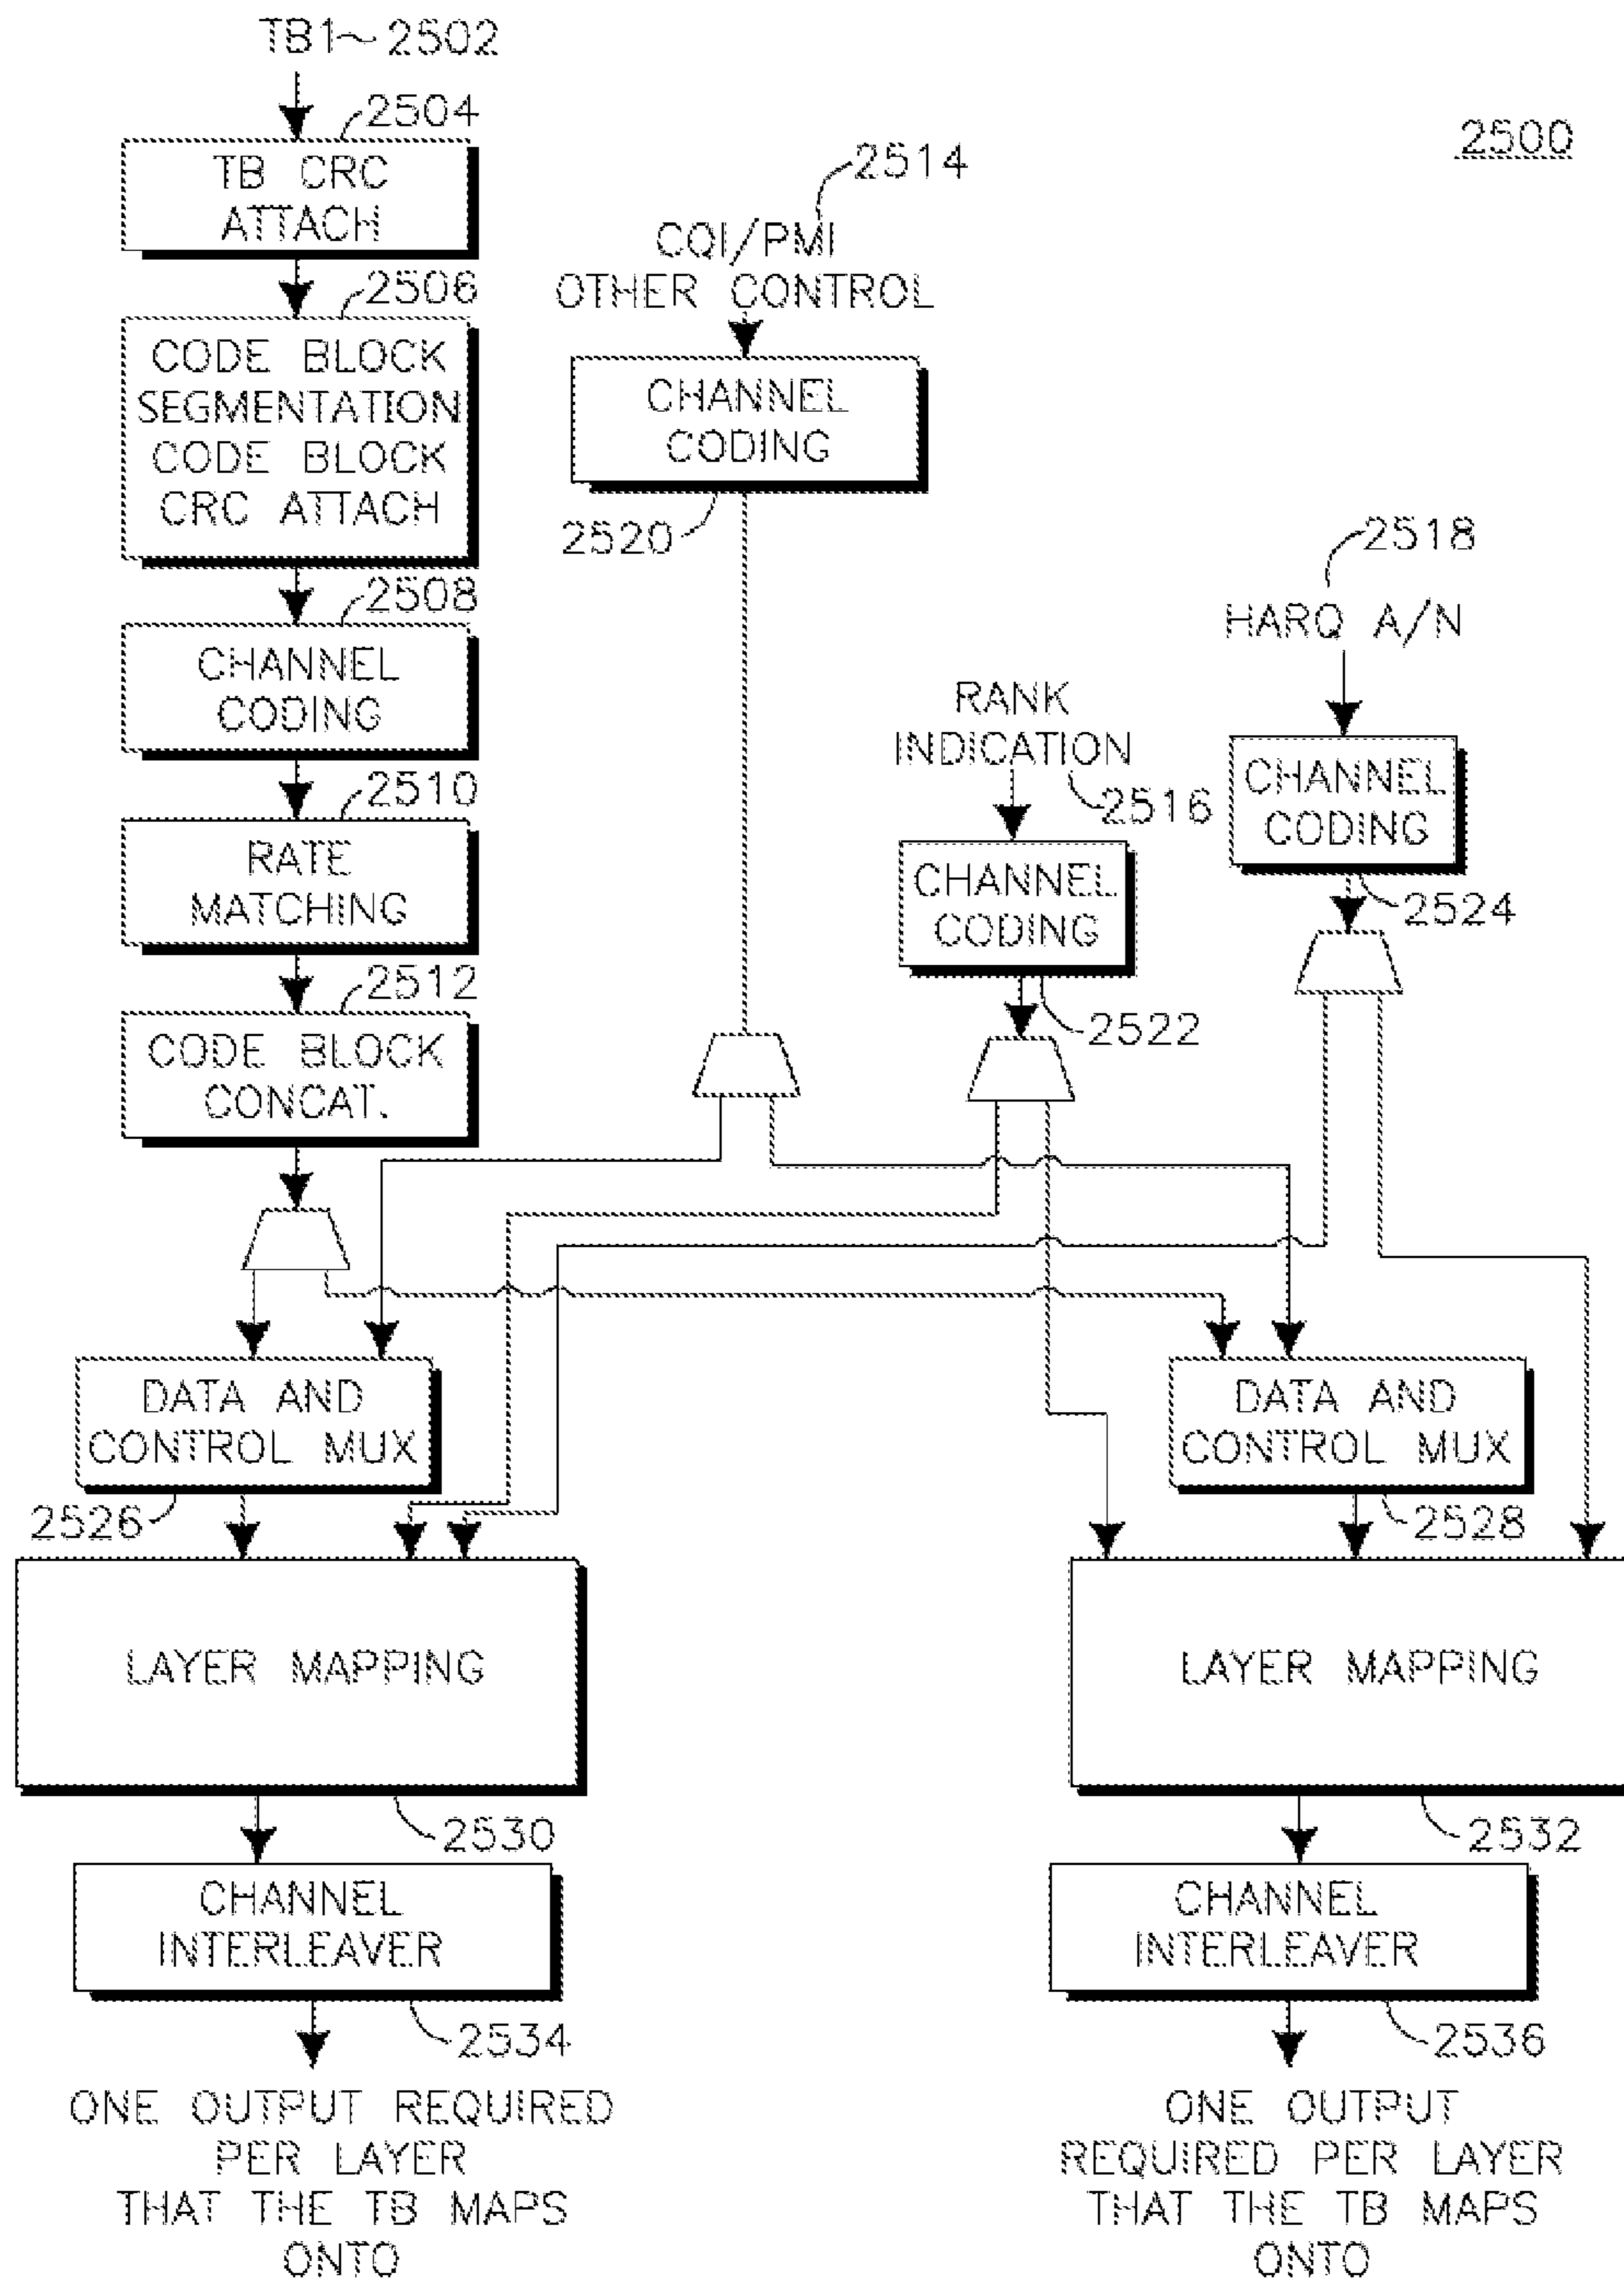 TB1~2502
2504
2500
TB CRC
ATTACH
2514
CQI/PMI
OTHER CONTROL
2506
CODE BLOCK
SEGMENTATION
CODE BLOCK
CRC ATTACH
CHANNEL
CODING
2520
2518
HARQ A/N
2508
CHANNEL
CODING
RANK
INDICATION
2516
CHANNEL
CODING
2510
RATE
MATCHING
CHANNEL
CODING
2524
2512
2522
CODE BLOCK
CONCAT.
DATA AND
CONTROL MUX
DATA AND
CONTROL MUX
2526
2528
LAYER MAPPING
LAYER MAPPING
2530
2532
CHANNEL
INTERLEAVER
CHANNEL
INTERLEAVER
2534
2536
ONE OUTPUT REQUIRED
PER LAYER
THAT THE TB MAPS
ONTO
ONE OUTPUT
REQUIRED PER LAYER
THAT THE TB MAPS
ONTO